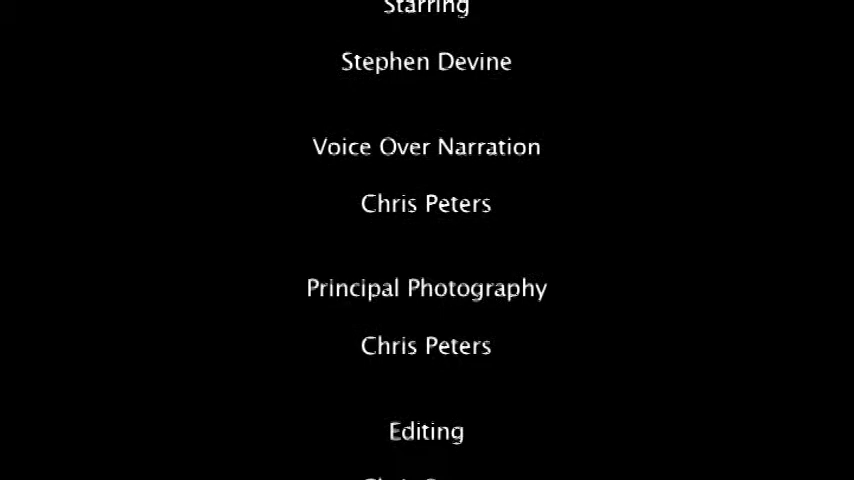 Starring
Stephen Devine
Voice Over Narration
Chris Peters
Principal Photography
Chris Peters
Editing